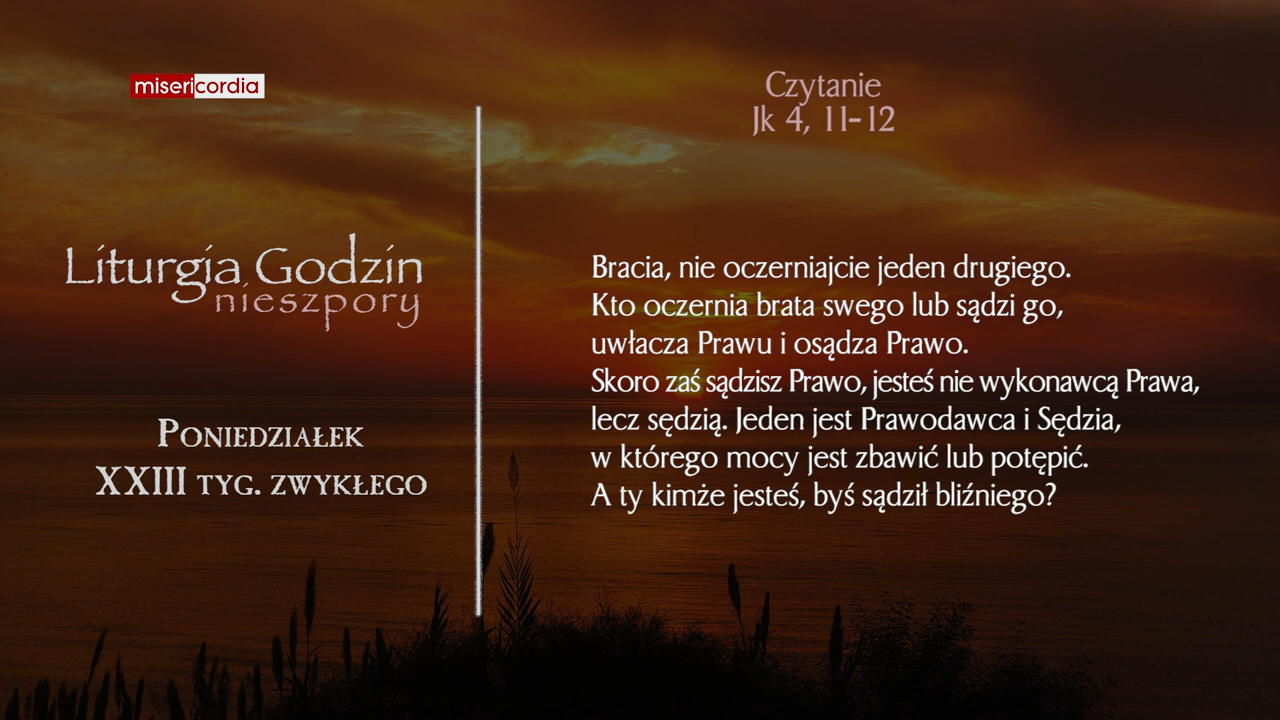 misericordia
Liturgia Godzin
nieszpory
Poniedziałek
XXIII tyg. zwykłego
Czytanie
Jk 4, 11-12
Bracia, nie oczerniajcie jeden drugiego.
Kto oczernia brata swego lub sądzi go,
uwłacza Prawu i osądza Prawo.
Skoro zaś sądzisz Prawo, jesteś nie wykonawcą Prawa,
lecz sędzią. Jeden jest Prawodawca i Sędzia,
w którego mocy jest zbawić lub potępić.
A ty kimże jesteś, byś sądził bliźniego?